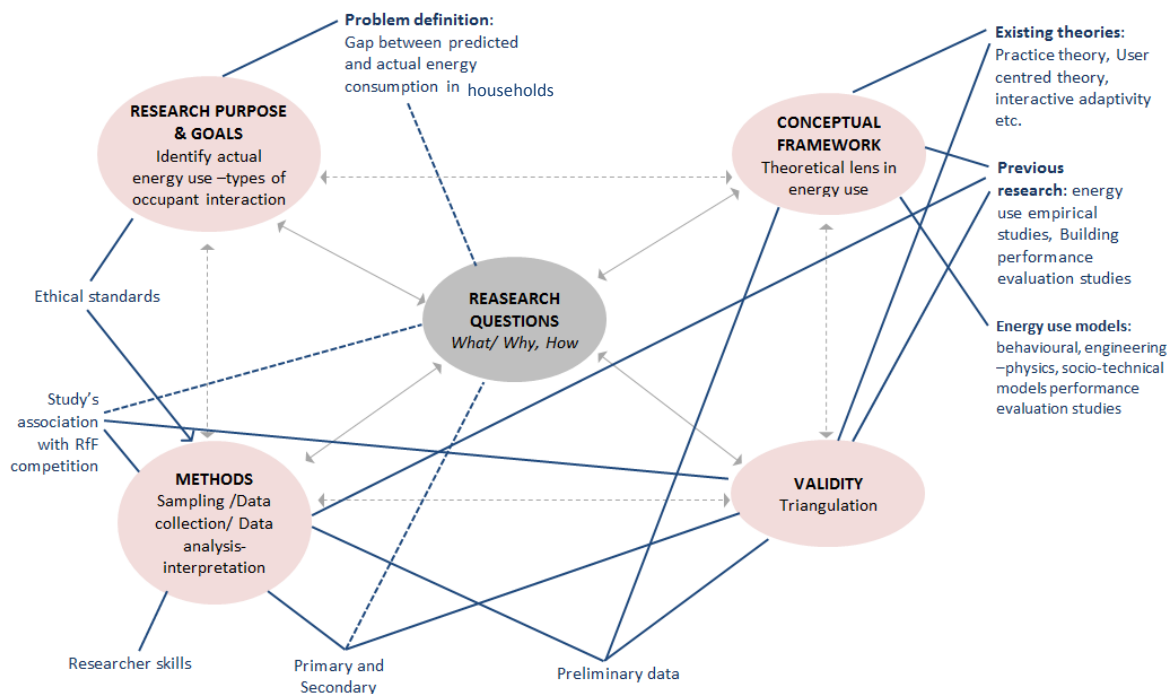 Problem definition:
Gap between predicted
and actual energy
consumption in households
Existing theories:
Practice theory, User
centred theory,
interactive adaptivity
etc.
RESEARCH PURPOSE
& GOALS
Identify actual
energy use –types of
occupant interaction
CONCEPTUAL
FRAMEWORK
Theoretical lens in
energy use
Previous
research: energy
use empirical
studies, Building
performance
evaluation studies
Ethical standards
REASEARCH
QUESTIONS
What/ Why, How
Energy use models:
behavioural, engineering
–physics, socio-technical
models performance
evaluation studies
Study's
association
with RfF
competition
METHODS
Sampling /Data
collection/ Data
analysis-
interpretation
VALIDITY
Triangulation
Researcher skills
Primary and
Secondary
Preliminary data